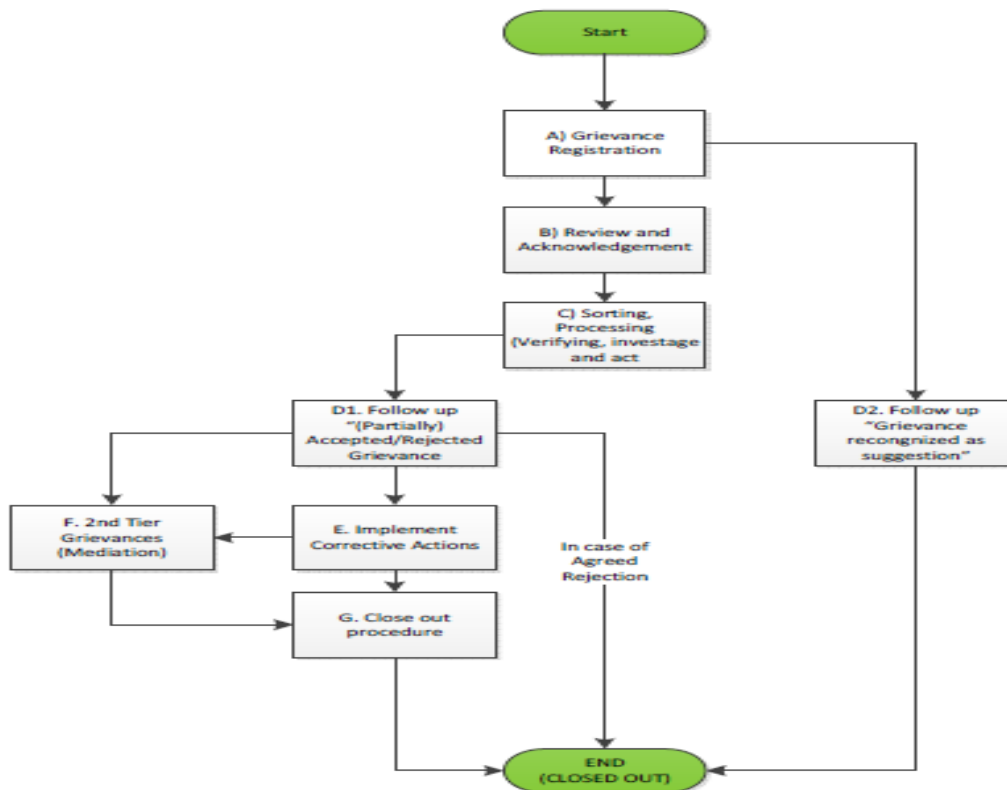 Start
A) Grievance
Registration
B) Review and
Acknowledgement
C) Sorting,
Processing
(Verifying, investage
and act
D1. Follow up
“(Partially)
Accepted/Rejected
Grievance
D2. Follow up
“Grievance
recongnized as
suggestion”
F. 2nd Tier
Grievances
(Mediation)
E. Implement
Corrective Actions
In case of
Agreed
Rejection
G. Close out
procedure
END
(CLOSED OUT)